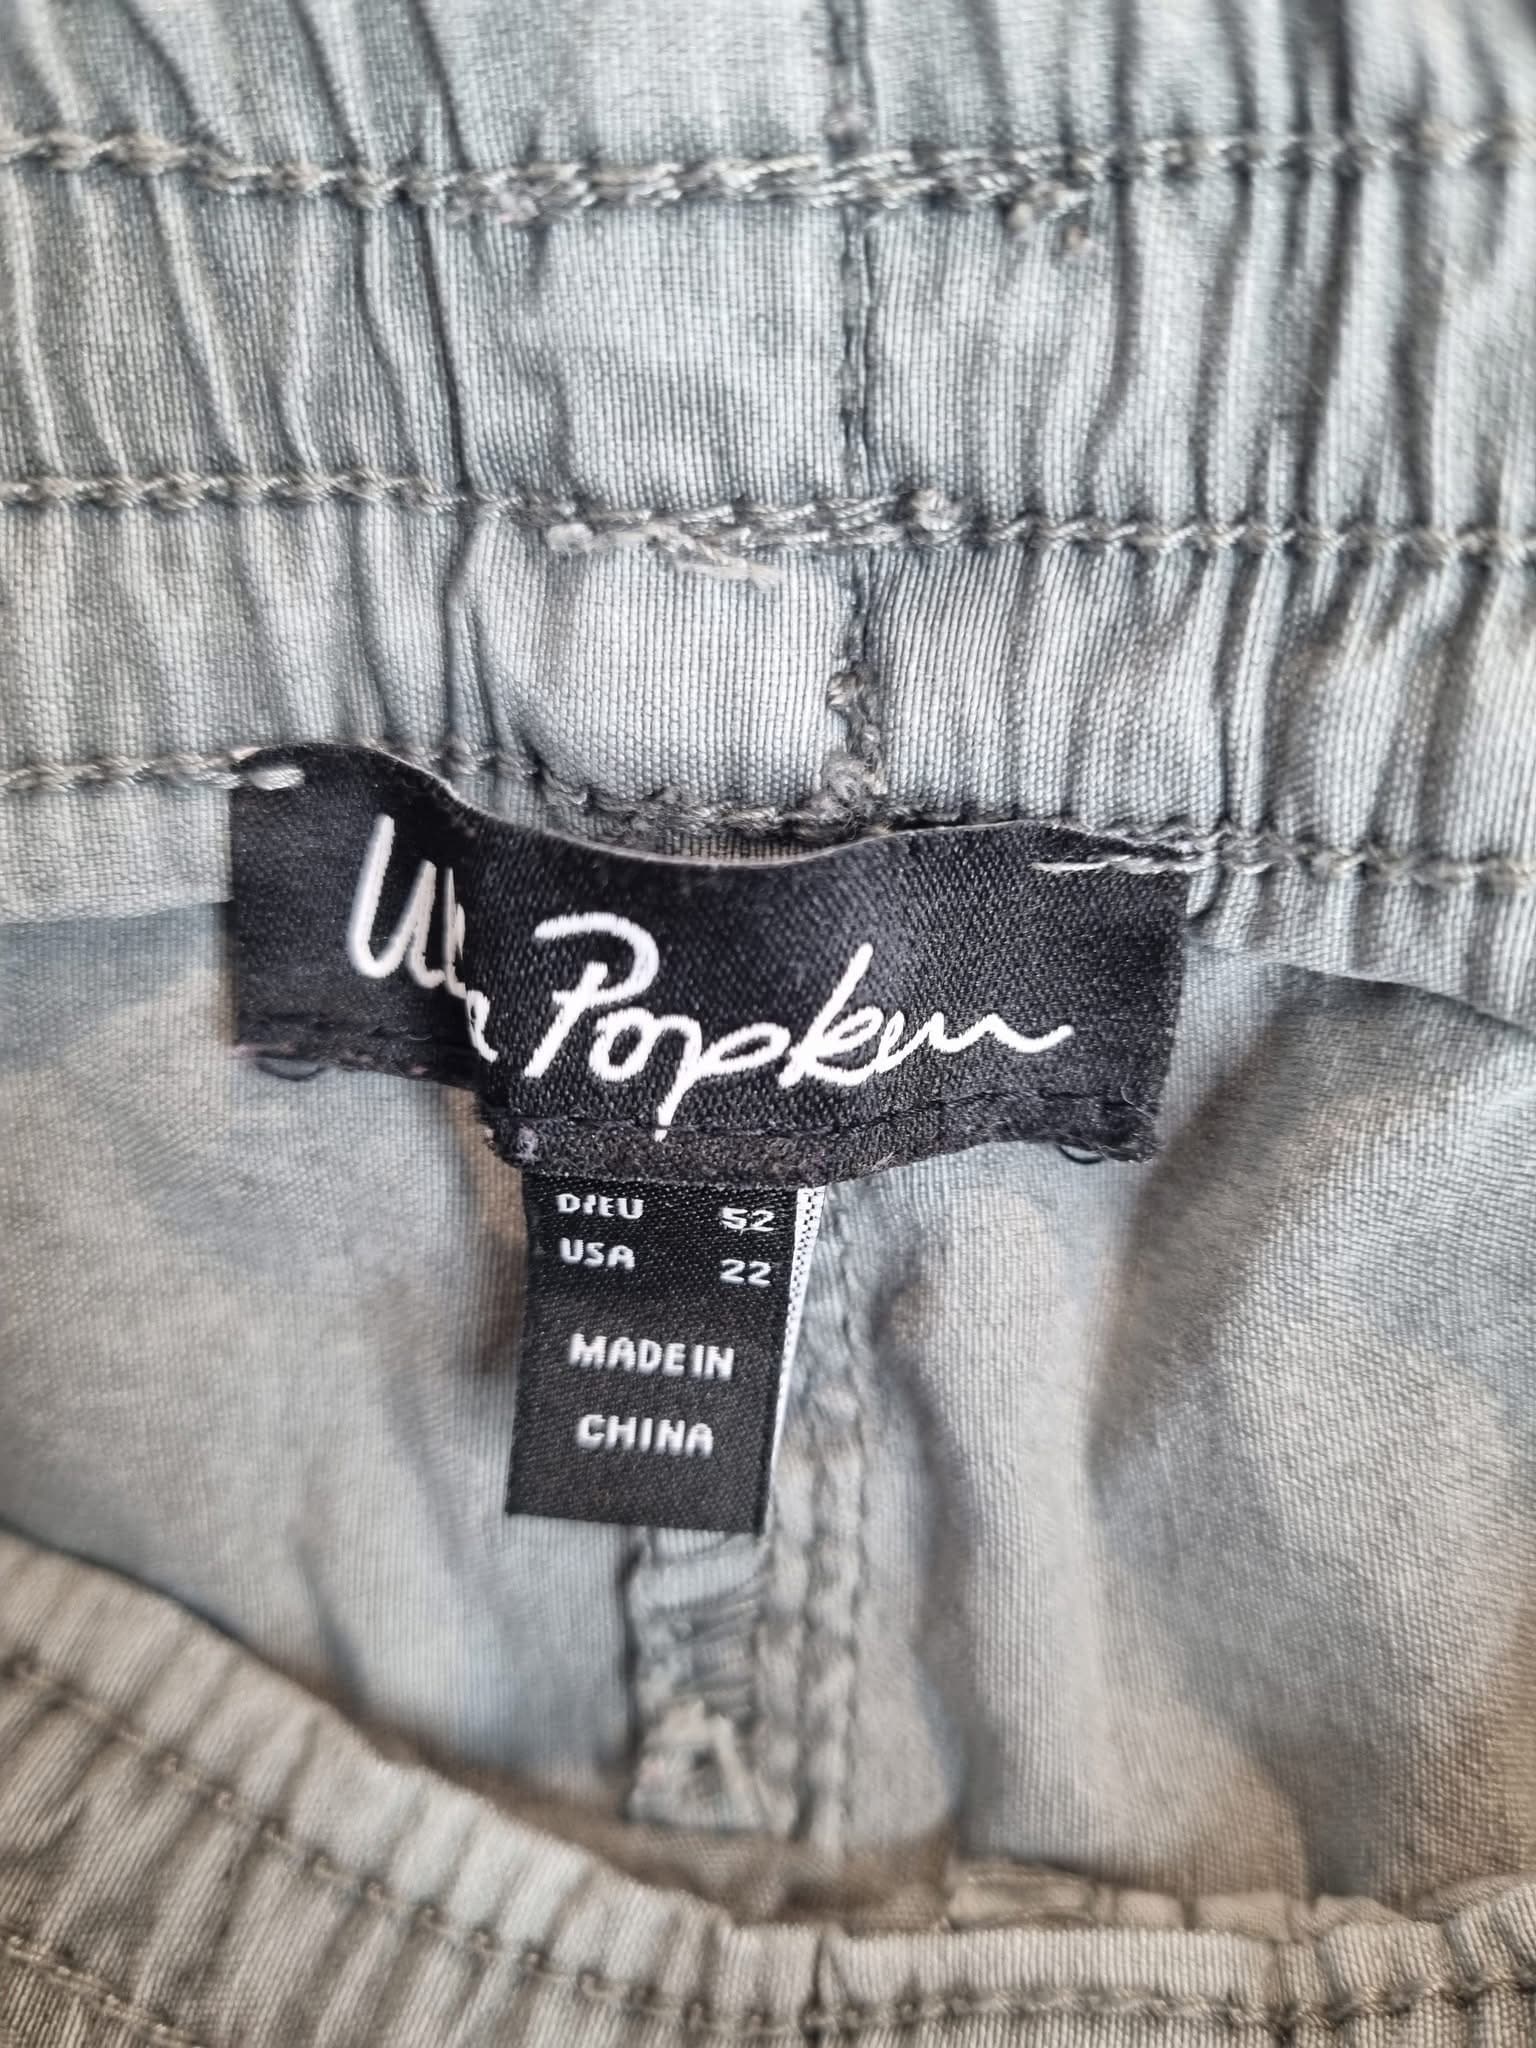 Ulla Popken
D/EU 52
USA 22
MADE IN
CHINA